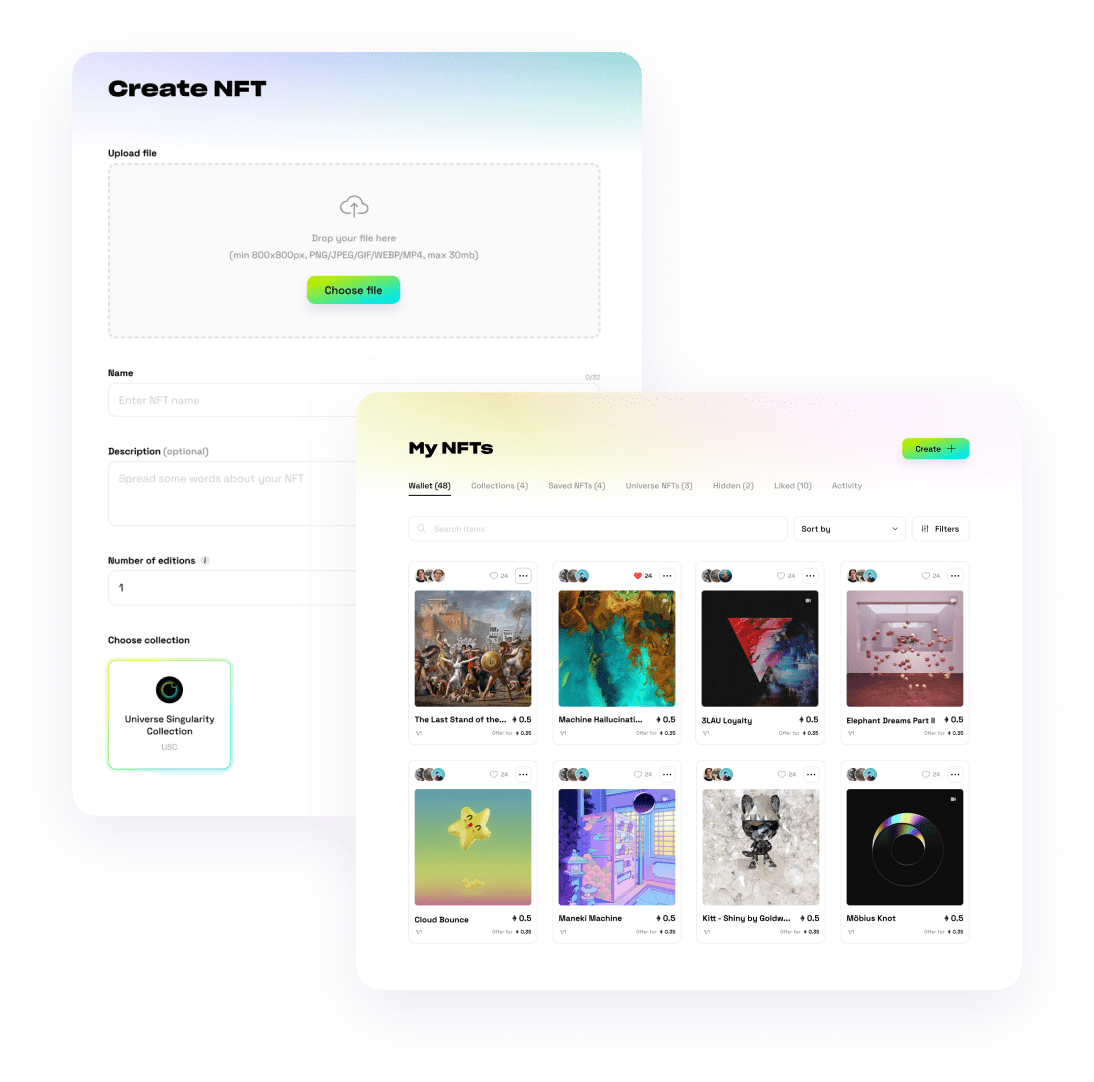 Create NFT
Upload file
Drop your file here
(min 800x800px, PNG/JPEG/GIF/WEBP/MP4, max 30mb)
Choose file
Name
0/32
Enter NFT name
Description (optional)
Spread some words about your NFT
Number of editions i
1
Choose collection
Universe Singularity
Collection
USC
My NFTs
Create +
Wallet (48) Collections (4) Saved NFTs (4) Universe NFTs (3) Hidden (2) Liked (10) Activity
Search items
Sort by
Filters
24 24 24 24
The Last Stand of the... 0.5
1/1 Offer for 0.35
Machine Hallucinati... 0.5
1/1 Offer for 0.35
3LAU Loyalty 0.5
1/1 Offer for 0.35
Elephant Dreams Part II 0.5
1/1 Offer for 0.35
24 24 24 24
Cloud Bounce 0.5
1/1 Offer for 0.35
Maneki Machine 0.5
1/1 Offer for 0.35
Kitt - Shiny by Goldw... 0.5
1/1 Offer for 0.35
Möbius Knot 0.5
1/1 Offer for 0.35